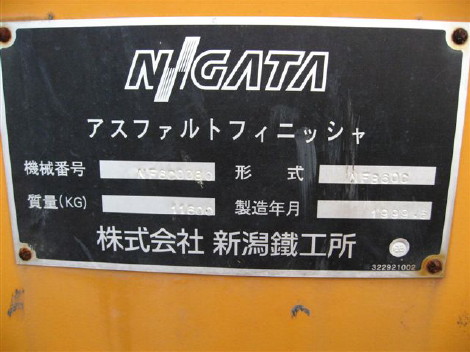 NIIGATA
アスファルトフィニッシャ
機械番号 形式
質量(KG) 製造年月
株式会社 新潟鐵工所
322921002